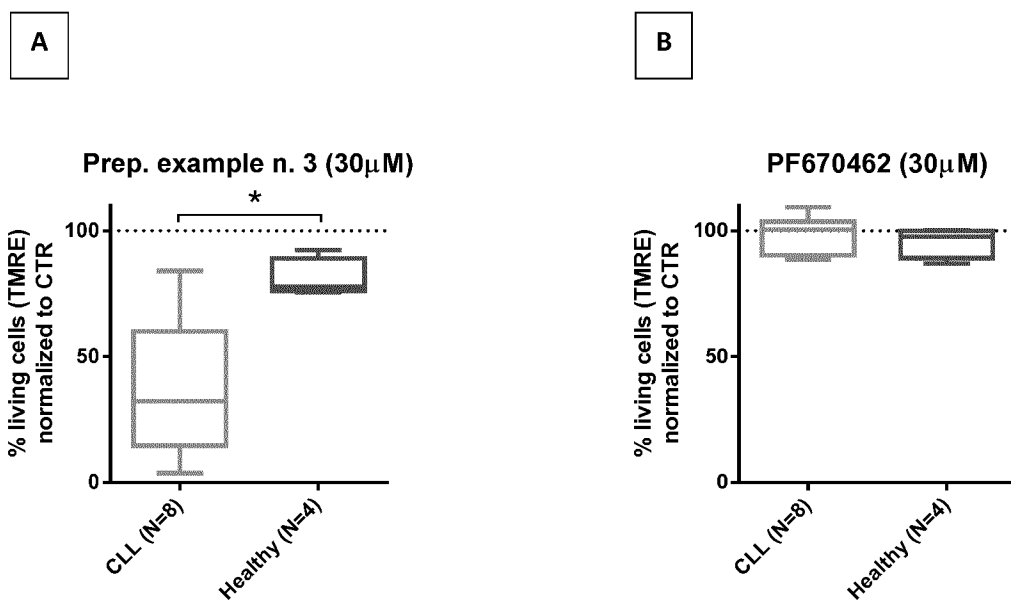 A
Prep. example n. 3 (30μM)
*
% living cells (TMRE)
normalized to CTR
100
50
0
CLL (N=8)
Healthy (N=4)
B
PF670462 (30μM)
% living cells (TMRE)
normalized to CTR
100
50
0
CLL (N=8)
Healthy (N=4)